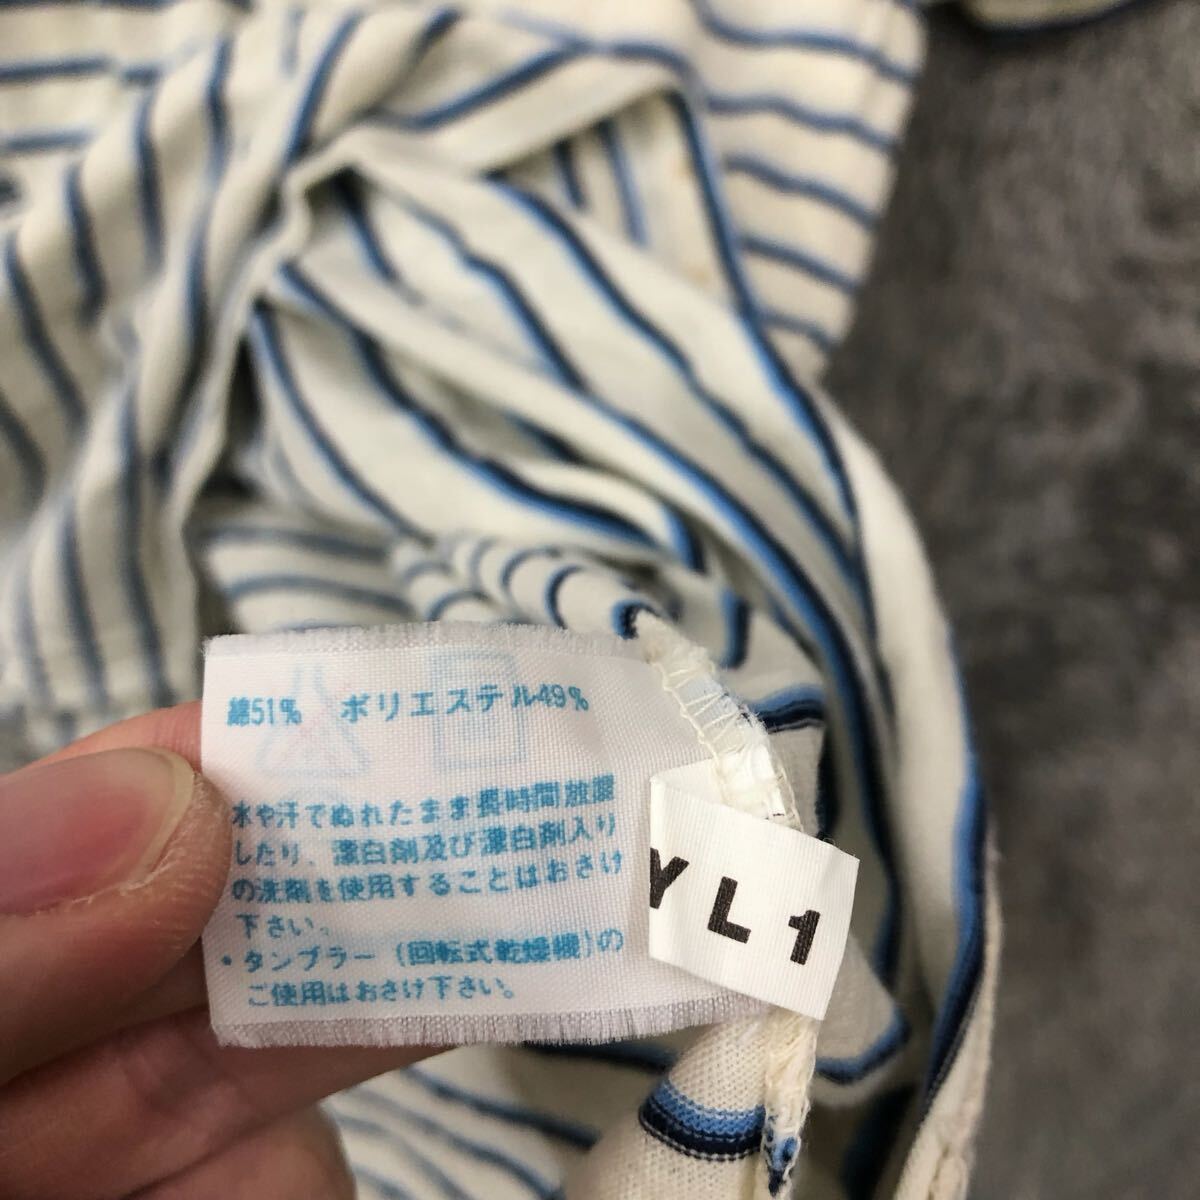 綿51% ポリエステル49%
水や汗でぬれたまま長時間放置
したり、漂白剤及び漂白剤入り
の洗剤を使用することはおさけ
下さい。
・タンブラー(回転式乾燥機)の
ご使用はおさけ下さい。
YL1